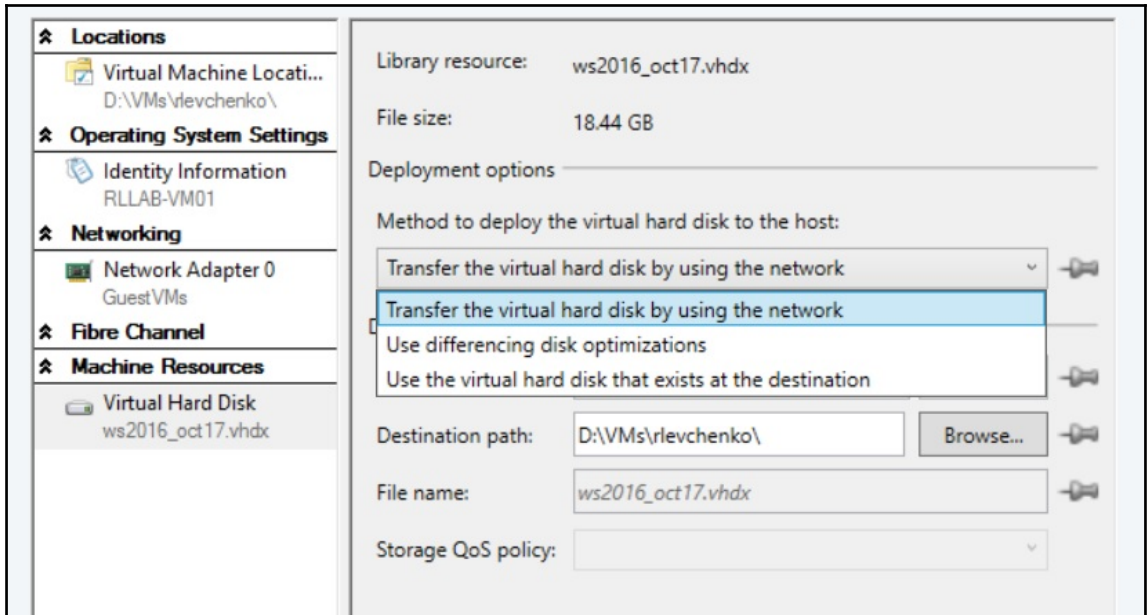 Locations
Virtual Machine Locati...
D:\VMs\rlevchenko\
Operating System Settings
Identity Information
RLLAB-VM01
Networking
Network Adapter 0
GuestVMs
Fibre Channel
Machine Resources
Virtual Hard Disk
ws2016_oct17.vhdx
Library resource: ws2016_oct17.vhdx
File size: 18.44 GB
Deployment options
Method to deploy the virtual hard disk to the host:
Transfer the virtual hard disk by using the network
Transfer the virtual hard disk by using the network
Use differencing disk optimizations
Use the virtual hard disk that exists at the destination
Destination path: D:\VMs\rlevchenko\ Browse...
File name: ws2016_oct17.vhdx
Storage QoS policy: